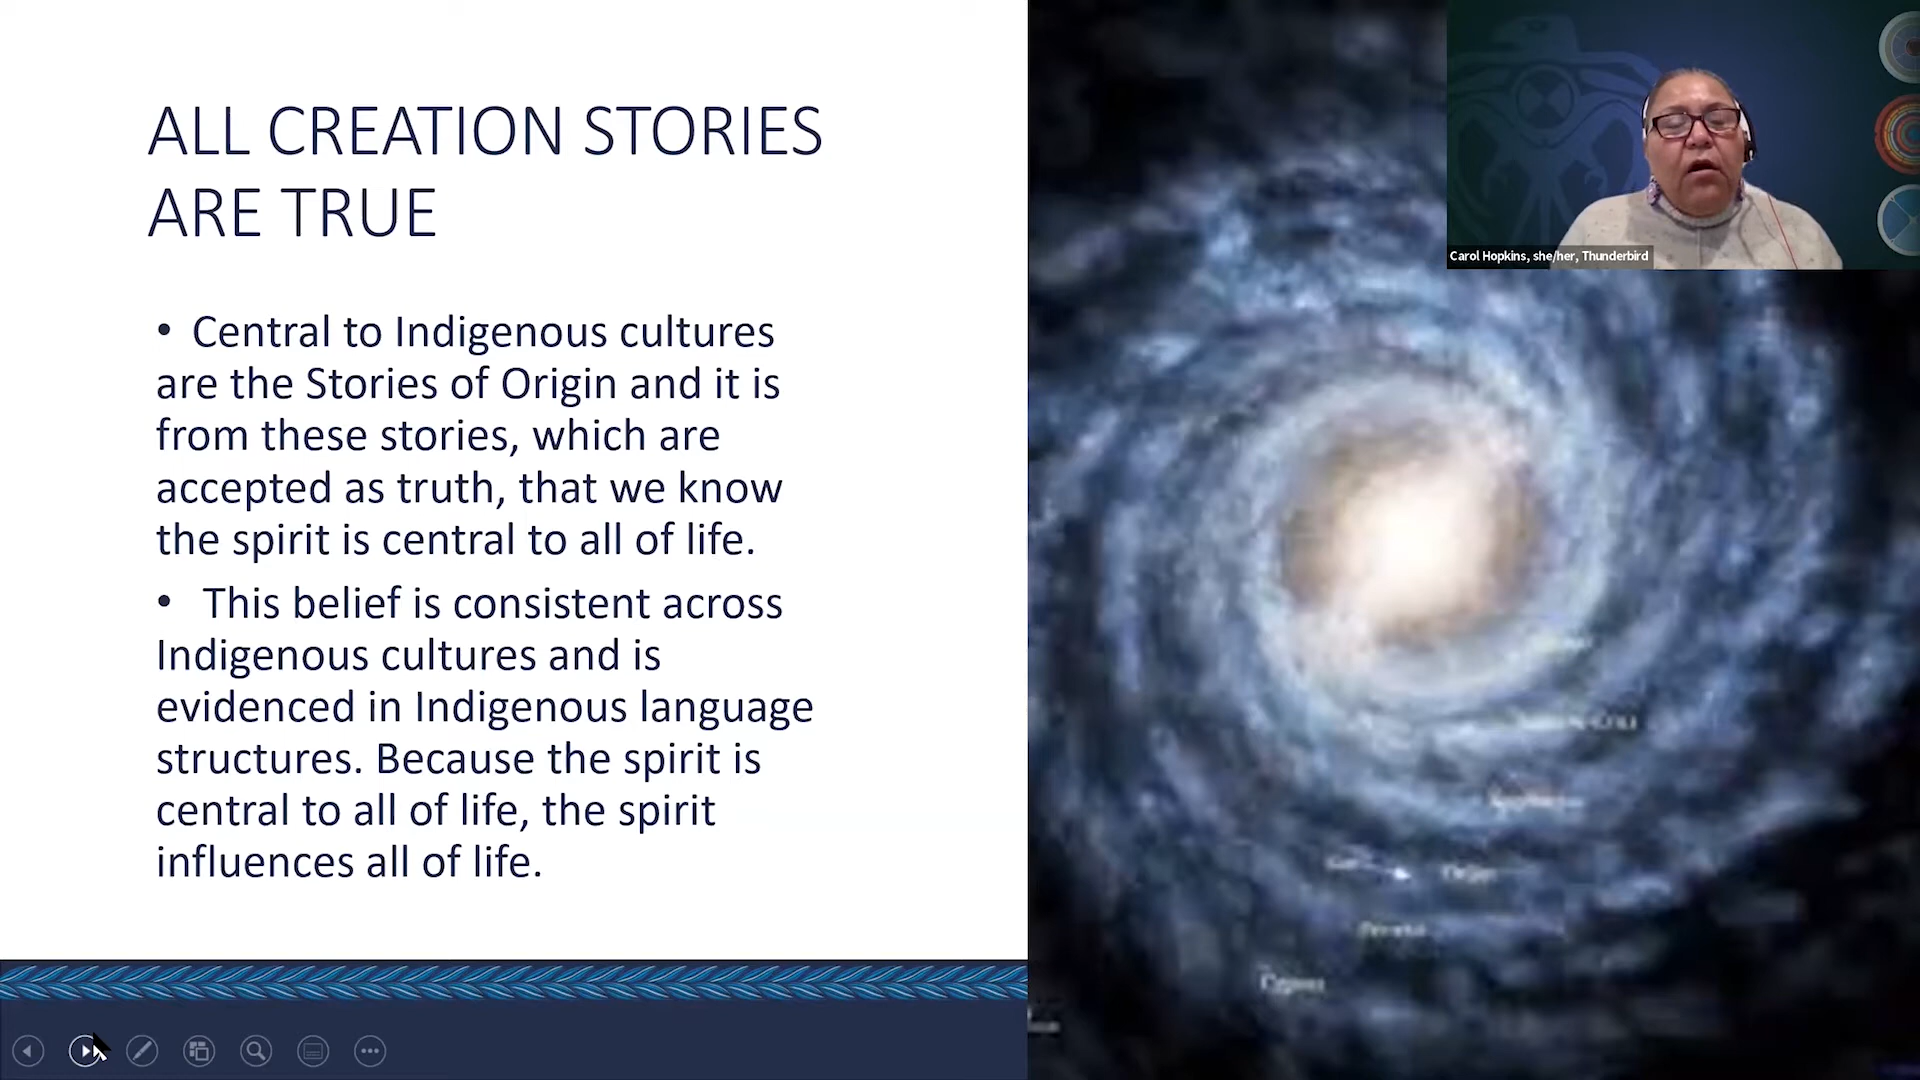 ALL CREATION STORIES
ARE TRUE
• Central to Indigenous cultures
are the Stories of Origin and it is
from these stories, which are
accepted as truth, that we know
the spirit is central to all of life.
• This belief is consistent across
Indigenous cultures and is
evidenced in Indigenous language
structures. Because the spirit is
central to all of life, the spirit
influences all of life.
Carol Hopkins, she/her, Thunderbird